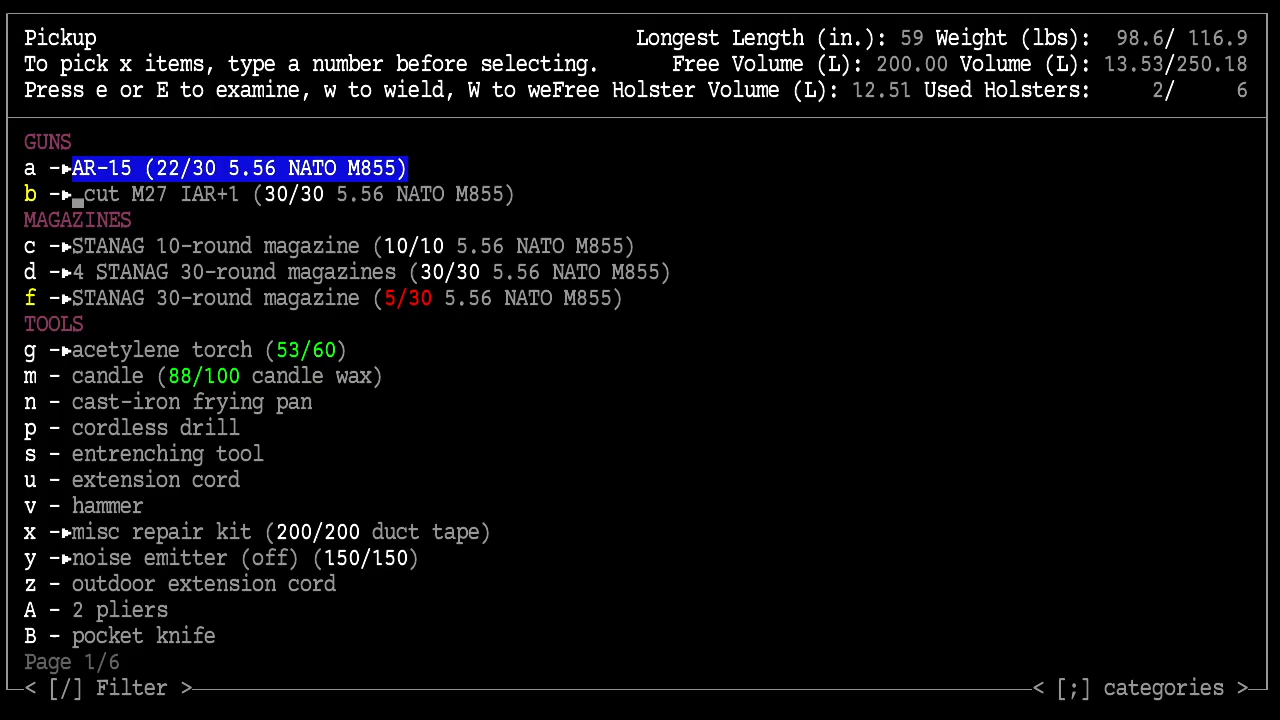 Pickup Longest Length (in.): 59 Weight (lbs): 98.6/ 116.9
To pick x items, type a number before selecting. Free Volume (L): 200.00 Volume (L): 13.53/250.18
Press e or E to examine, w to wield, W to weFree Holster Volume (L): 12.51 Used Holsters: 2/ 6
GUNS
a -▸AR-15 (22/30 5.56 NATO M855)
b -▸_cut M27 IAR+1 (30/30 5.56 NATO M855)
MAGAZINES
c -▸STANAG 10-round magazine (10/10 5.56 NATO M855)
d -▸4 STANAG 30-round magazines (30/30 5.56 NATO M855)
f -▸STANAG 30-round magazine (5/30 5.56 NATO M855)
TOOLS
g -▸acetylene torch (53/60)
m - candle (88/100 candle wax)
n - cast-iron frying pan
p - cordless drill
s - entrenching tool
u - extension cord
v - hammer
x -▸misc repair kit (200/200 duct tape)
y -▸noise emitter (off) (150/150)
z - outdoor extension cord
A - 2 pliers
B - pocket knife
Page 1/6
< [/] Filter > < [;] categories >